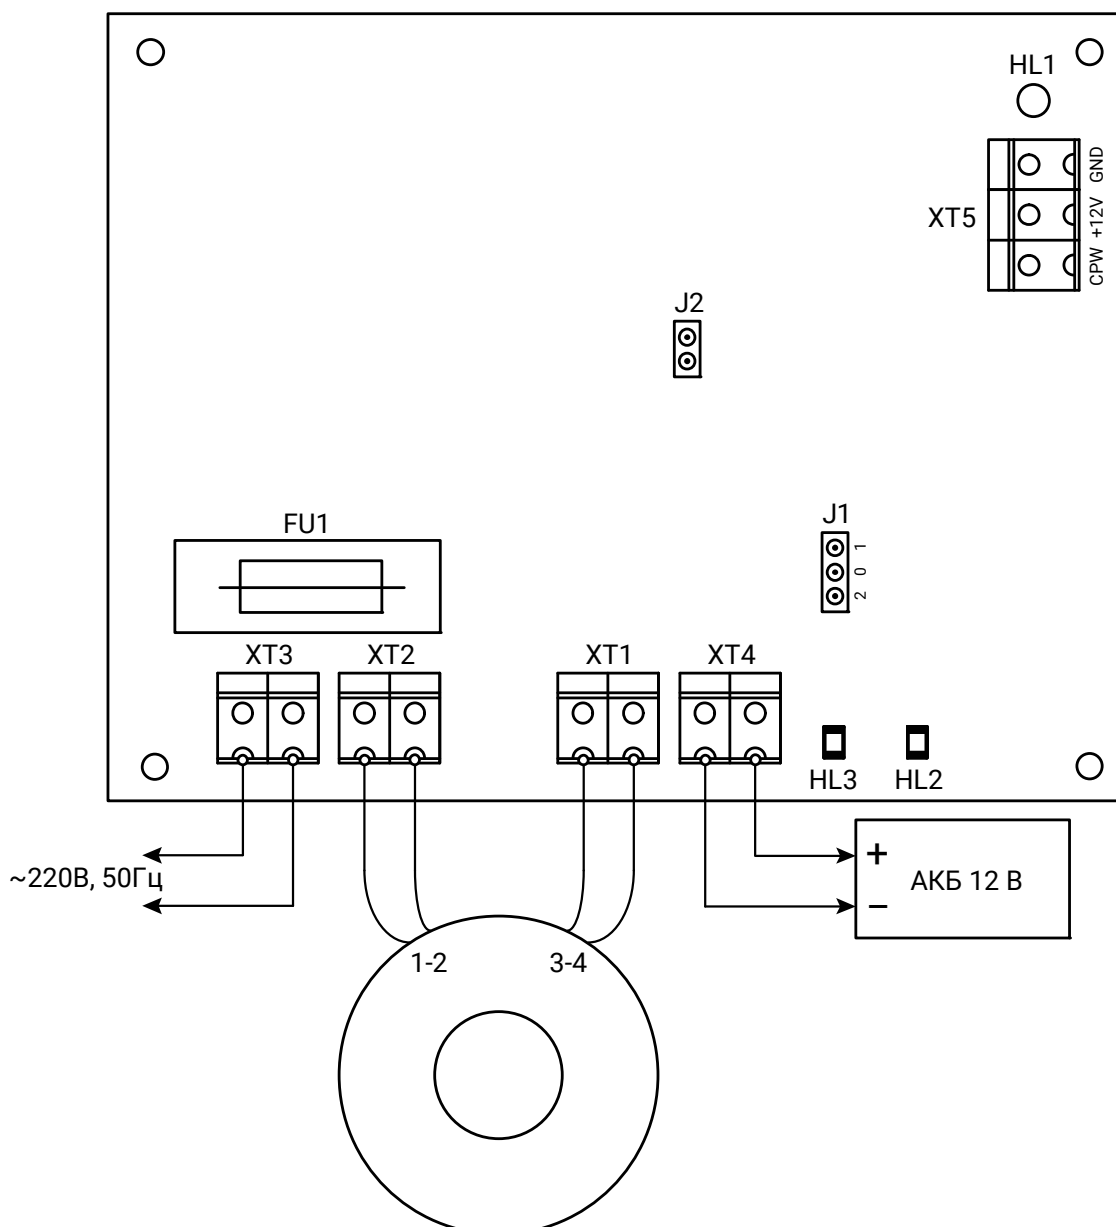 HL1
GND
XT5
+12V
CPW
J2
J1
1
0
2
FU1
XT3
XT2
XT1
XT4
HL3
HL2
~220В, 50Гц
+
АКБ 12 В
–
1-2
3-4